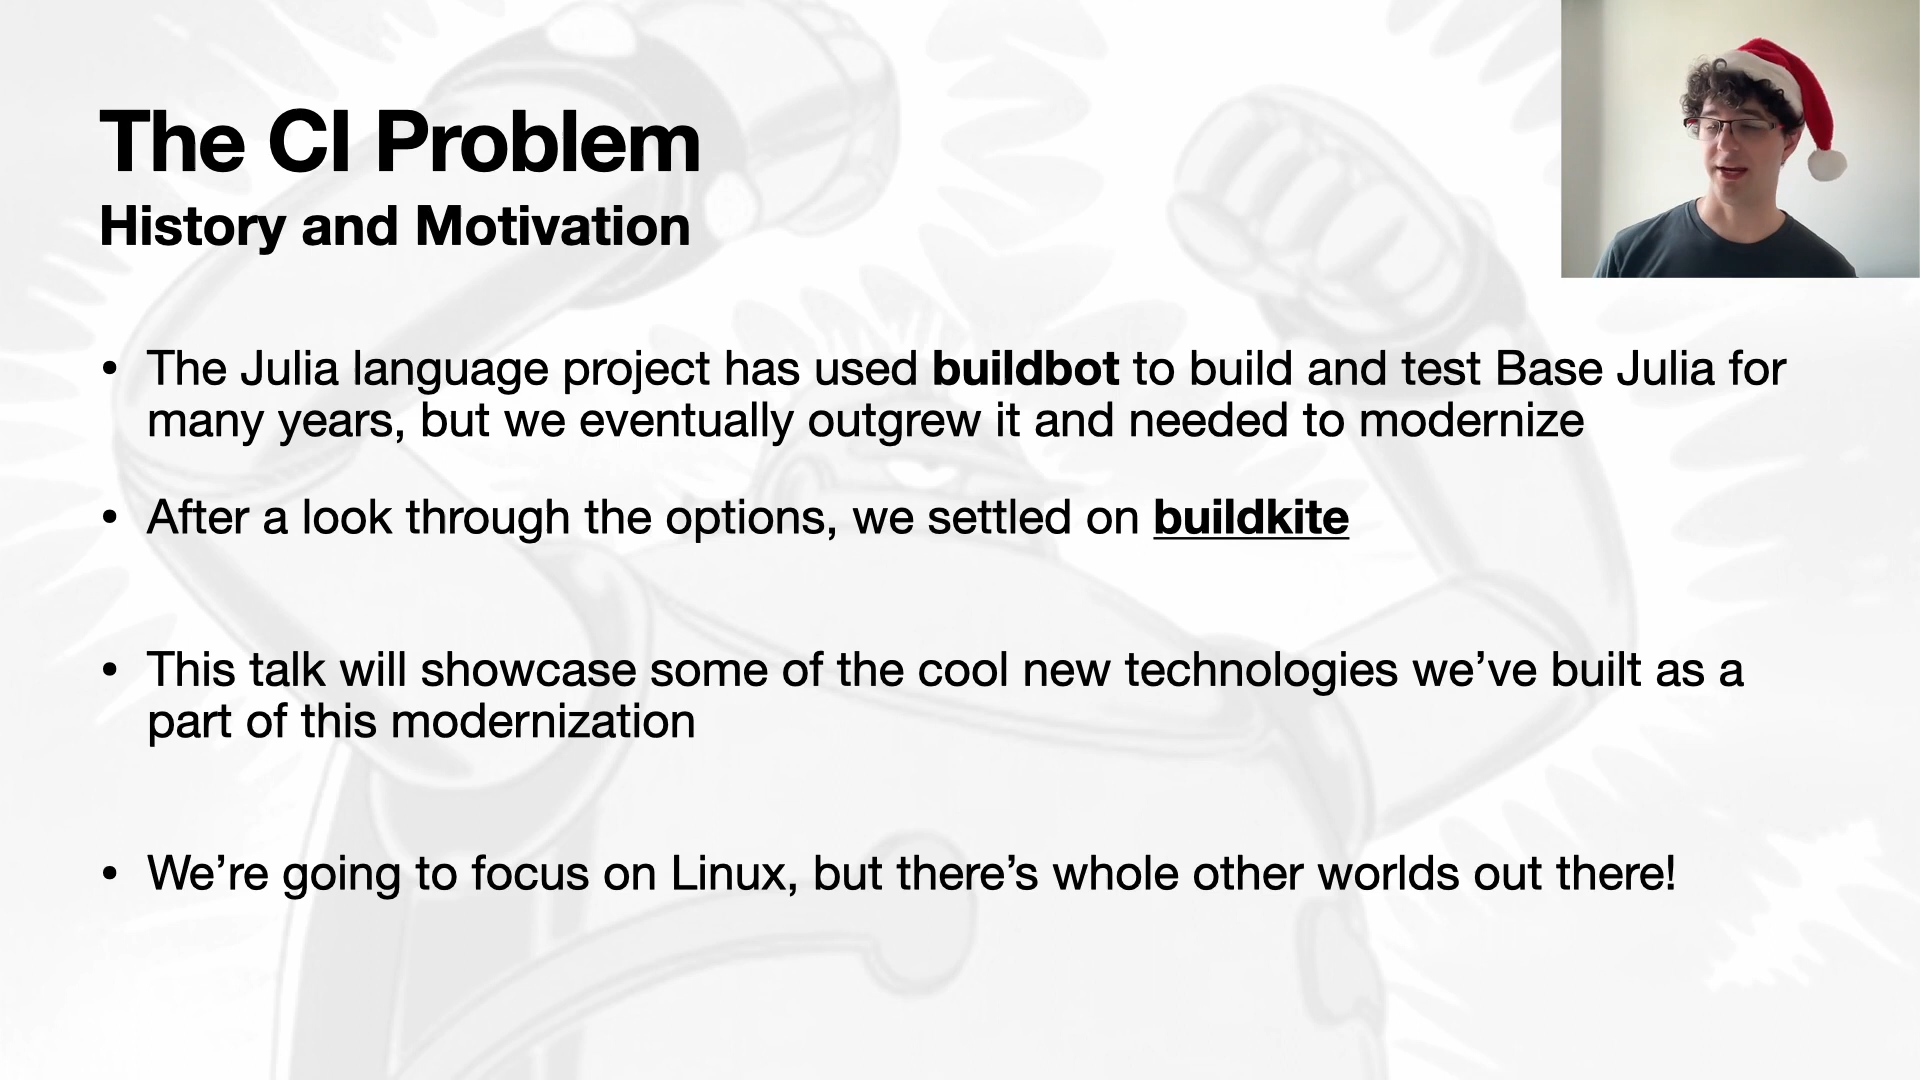 The CI Problem
History and Motivation
• The Julia language project has used buildbot to build and test Base Julia for
many years, but we eventually outgrew it and needed to modernize
• After a look through the options, we settled on buildkite
• This talk will showcase some of the cool new technologies we’ve built as a
part of this modernization
• We’re going to focus on Linux, but there’s whole other worlds out there!